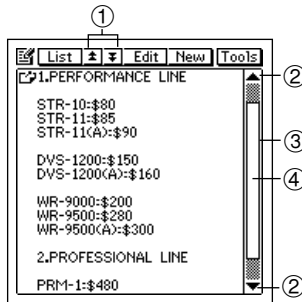 ①
List Edit New Tools
②
1.PERFORMANCE LINE
STR-10:$80
③
STR-11:$85
STR-11(A):$90
④
DVS-1200:$150
DVS-1200(A):$160
WR-9000:$200
WR-9500:$280
WR-9500(A):$300
2.PROFESSIONAL LINE
PRM-1:$480
②